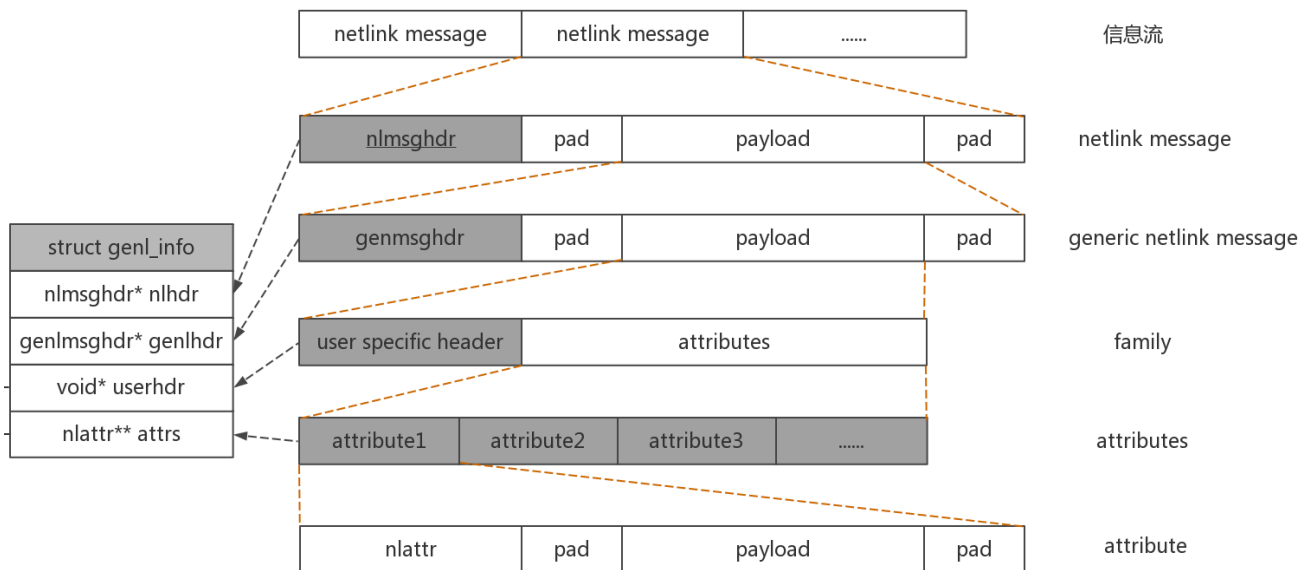 netlink message netlink message ...... 信息流
nlmsghdr pad payload pad netlink message
genmsghdr pad payload pad generic netlink message
struct genl_info
nlmsghdr* nlhdr
genlmsghdr* genlhdr
void* userhdr
nlattr** attrs
user specific header attributes family
attribute1 attribute2 attribute3 ...... attributes
nlattr pad payload pad attribute